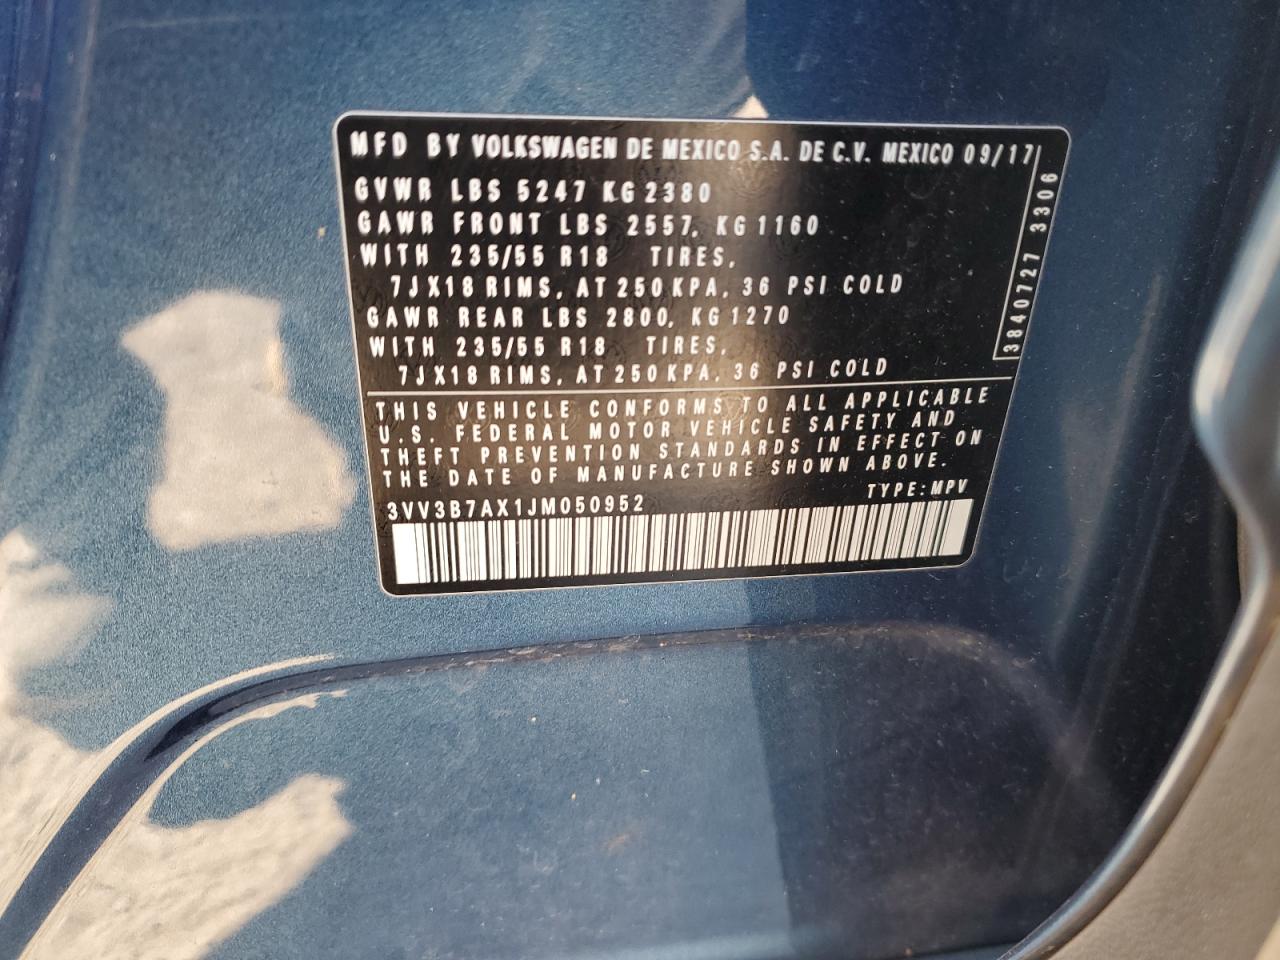 MFD BY VOLKSWAGEN DE MEXICO S.A. DE C.V. MEXICO 09/17
GVWR LBS 5247 KG 2380
GAWR FRONT LBS 2557, KG 1160
WITH 235/55 R18 TIRES,
7JX18 RIMS, AT 250 KPA, 36 PSI COLD
GAWR REAR LBS 2800, KG 1270
WITH 235/55 R18 TIRES,
7JX18 RIMS, AT 250 KPA, 36 PSI COLD
3840727 3306
THIS VEHICLE CONFORMS TO ALL APPLICABLE
U.S. FEDERAL MOTOR VEHICLE SAFETY AND
THEFT PREVENTION STANDARDS IN EFFECT ON
THE DATE OF MANUFACTURE SHOWN ABOVE.
3VV3B7AX1JM050952 TYPE: MPV